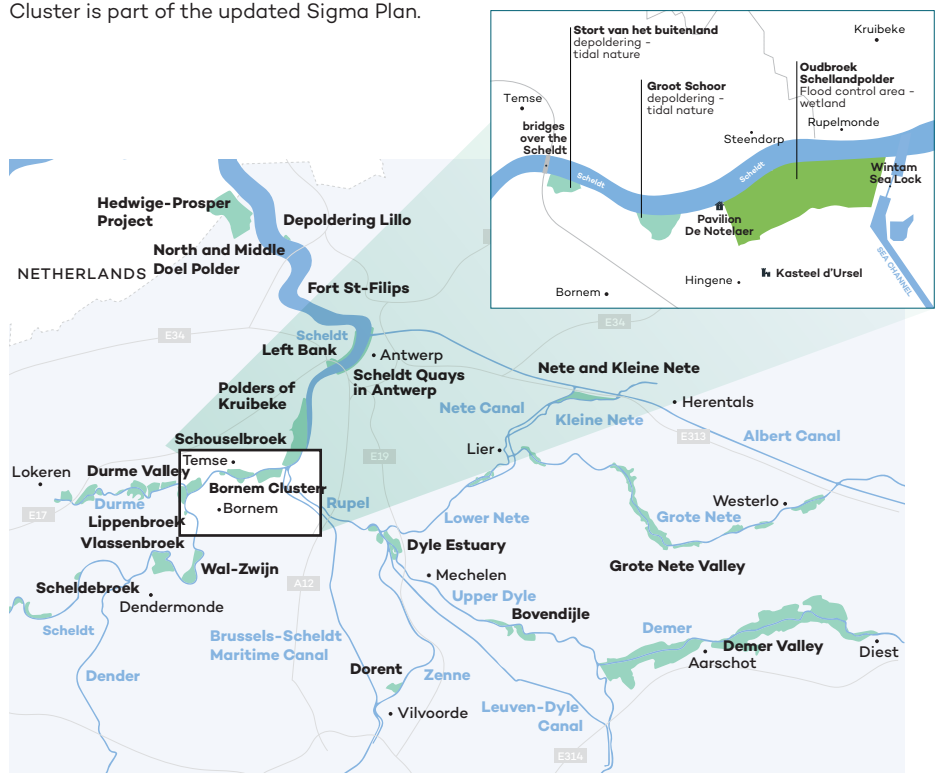 Cluster is part of the updated Sigma Plan.
Stort van het buitenland
depoldering -
tidal nature
Kruibeke
Oudbroek
Schellandpolder
Flood control area -
wetland
Groot Schoor
depoldering -
tidal nature
Temse
bridges
over the
Scheldt
Steendorp
Rupelmonde
Scheldt
Scheldt
Wintam
Sea Lock
Pavilion
De Notelaer
SEA CHANNEL
Kasteel d'Ursel
Hingene
Bornem
Hedwige-Prosper
Project
Depoldering Lillo
North and Middle
Doel Polder
NETHERLANDS
Fort St-Filips
E34
E34
Scheldt
Left Bank
Antwerp
Scheldt Quays
in Antwerp
Nete and Kleine Nete
Polders of
Kruibeke
Nete Canal
Kleine Nete
Herentals
E313
Albert Canal
Schouselbroek
Lier
E19
Temse
Lokeren
Durme Valley
Bornem Cluster
Durme
Bornem
Rupel
Westerlo
E17
Lippenbroek
Lower Nete
Grote Nete
Vlassenbroek
Dyle Estuary
Wal-Zwijn
Grote Nete Valley
Mechelen
A12
Scheldebroek
Upper Dyle
Dendermonde
Bovendijle
Scheldt
Brussels-Scheldt
Maritime Canal
Demer
Demer Valley
Diest
Aarschot
Dorent
Zenne
Dender
Leuven-Dyle
Canal
Vilvoorde
E314